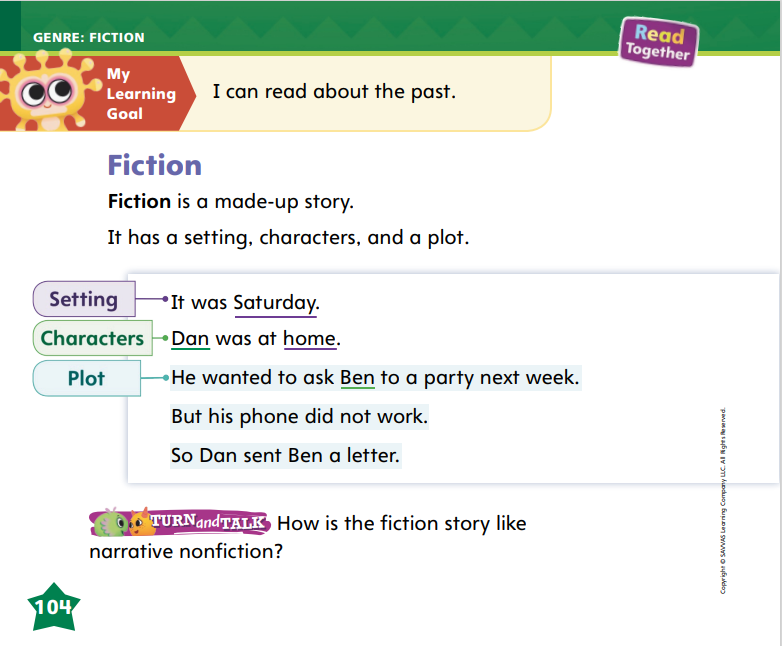 GENRE: FICTION
Read
Together
My
Learning
Goal
I can read about the past.
Fiction
Fiction is a made-up story.
It has a setting, characters, and a plot.
Setting
It was Saturday.
Characters
Dan was at home.
Plot
He wanted to ask Ben to a party next week.
But his phone did not work.
So Dan sent Ben a letter.
TURN and TALK How is the fiction story like
narrative nonfiction?
Copyright © SAVVAS Learning Company LLC. All Rights Reserved.
104